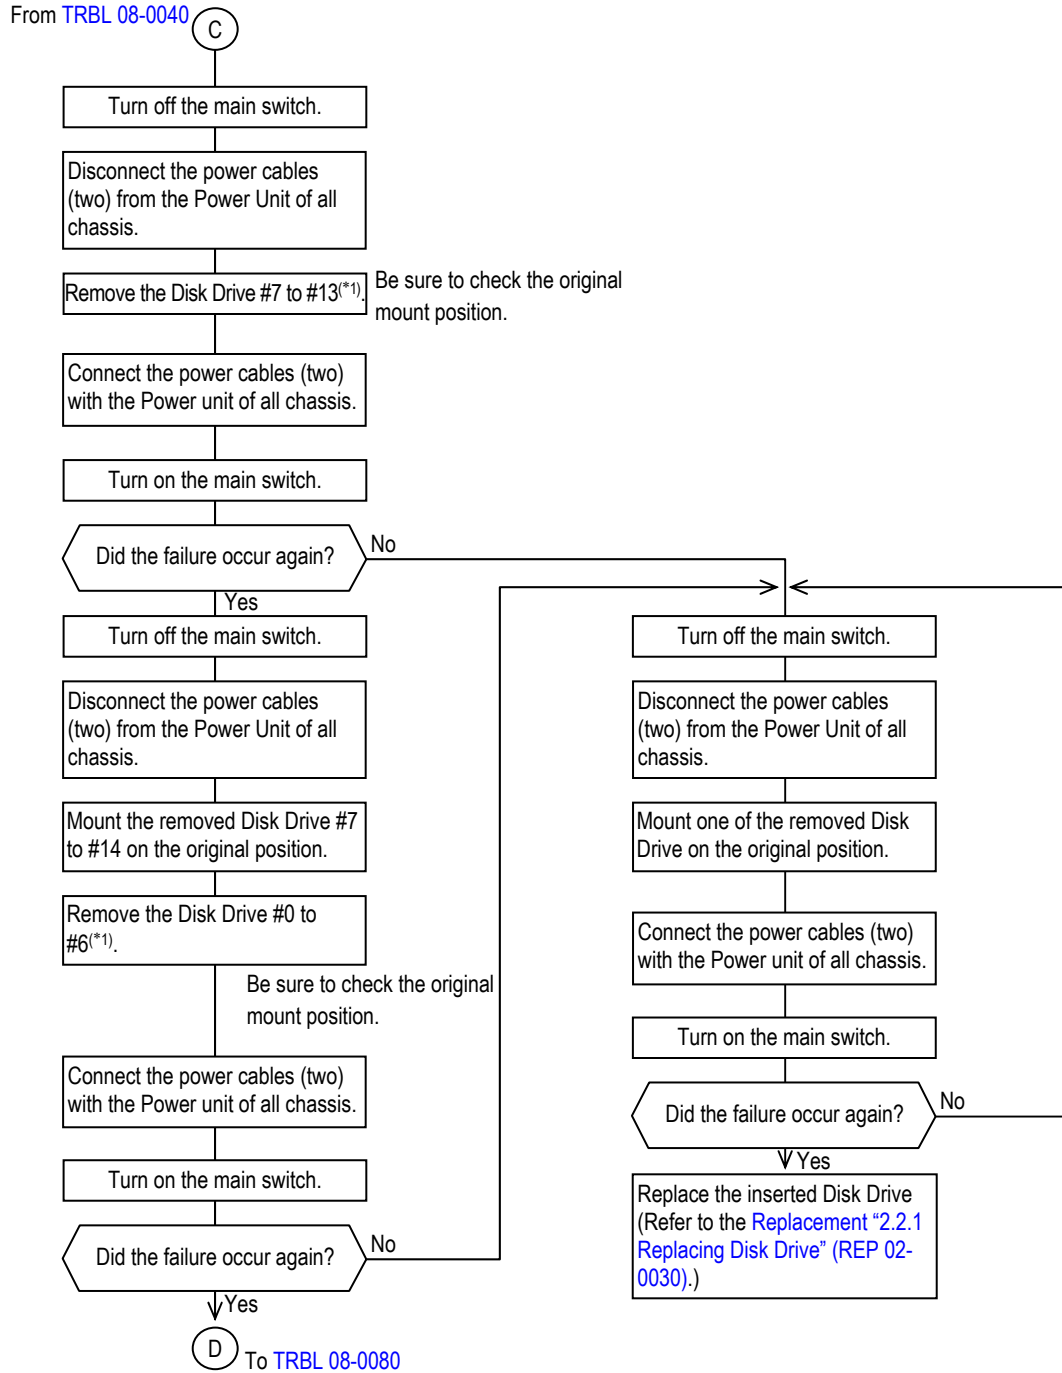 From TRBL 08-0040
C
Turn off the main switch.
Disconnect the power cables
(two) from the Power Unit of all
chassis.
Remove the Disk Drive #7 to #13(*1).
Be sure to check the original
mount position.
Connect the power cables (two)
with the Power unit of all chassis.
Turn on the main switch.
Did the failure occur again?
No
Yes
Turn off the main switch.
Disconnect the power cables
(two) from the Power Unit of all
chassis.
Mount the removed Disk Drive #7
to #14 on the original position.
Remove the Disk Drive #0 to
#6(*1).
Be sure to check the original
mount position.
Connect the power cables (two)
with the Power unit of all chassis.
Turn on the main switch.
Did the failure occur again?
No
Yes
D
To TRBL 08-0080
Turn off the main switch.
Disconnect the power cables
(two) from the Power Unit of all
chassis.
Mount one of the removed Disk
Drive on the original position.
Connect the power cables (two)
with the Power unit of all chassis.
Turn on the main switch.
Did the failure occur again?
No
Yes
Replace the inserted Disk Drive
(Refer to the Replacement “2.2.1
Replacing Disk Drive” (REP 02-
0030).)